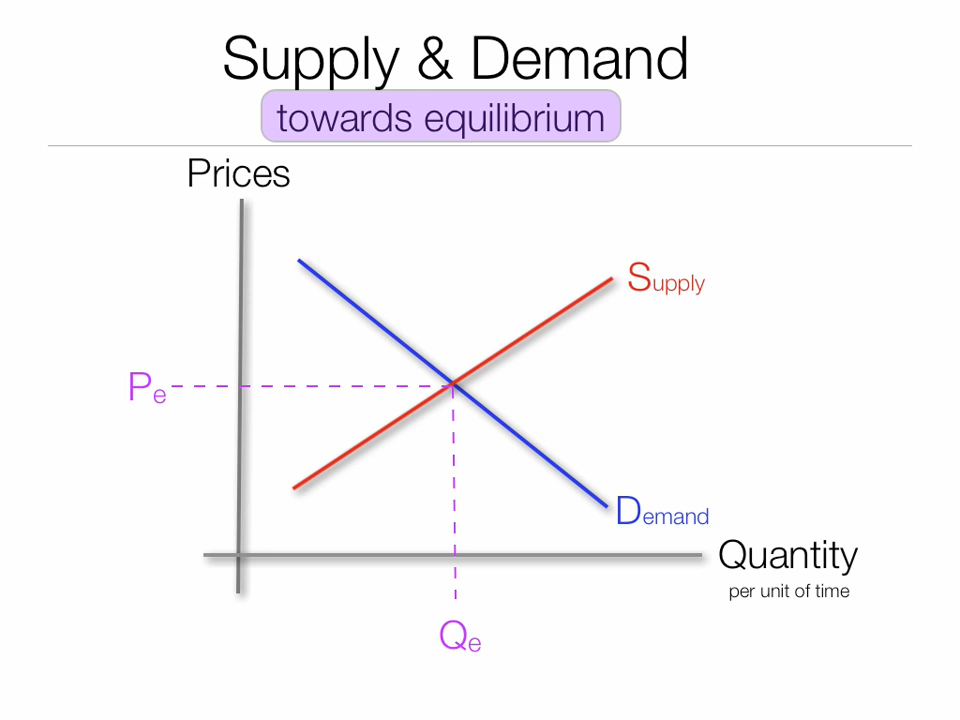 Supply & Demand
towards equilibrium
Prices
Supply
Pe
Demand
Quantity
per unit of time
Qe